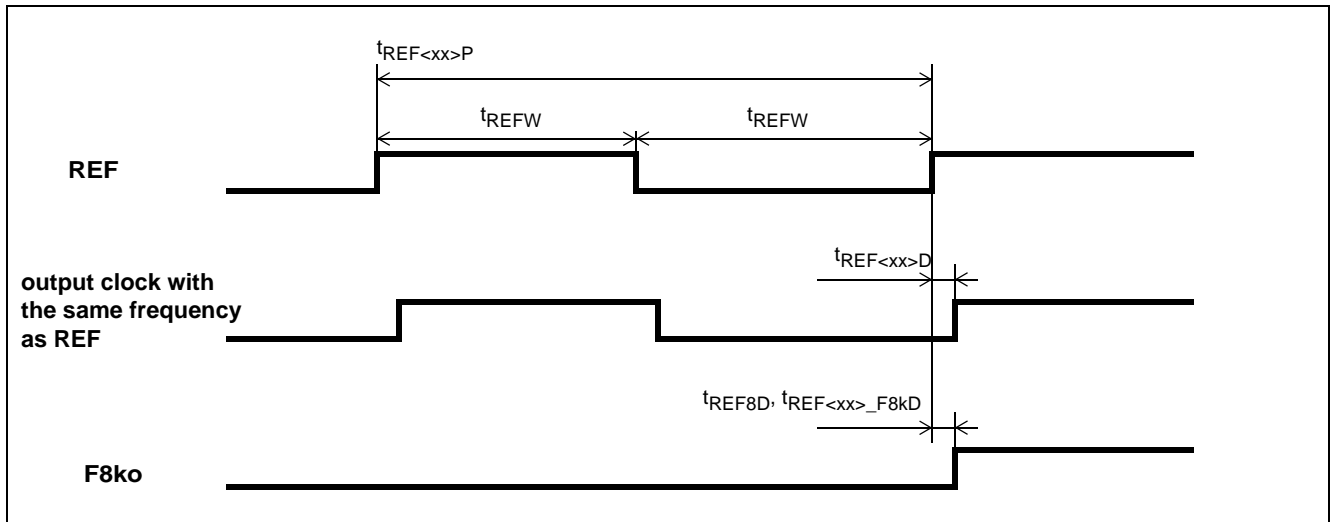 tREF<xx>P
tREFW tREFW
REF
tREF<xx>D
output clock with
the same frequency
as REF
tREF8D, tREF<xx>_F8kD
F8ko